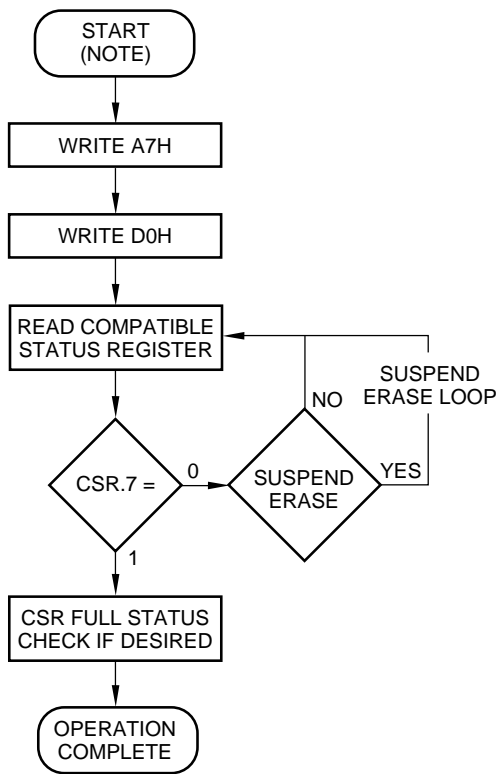 START
(NOTE)
WRITE A7H
WRITE D0H
READ COMPATIBLE
STATUS REGISTER
SUSPEND
ERASE LOOP
NO
CSR.7 =
0
SUSPEND
ERASE
YES
1
CSR FULL STATUS
CHECK IF DESIRED
OPERATION
COMPLETE